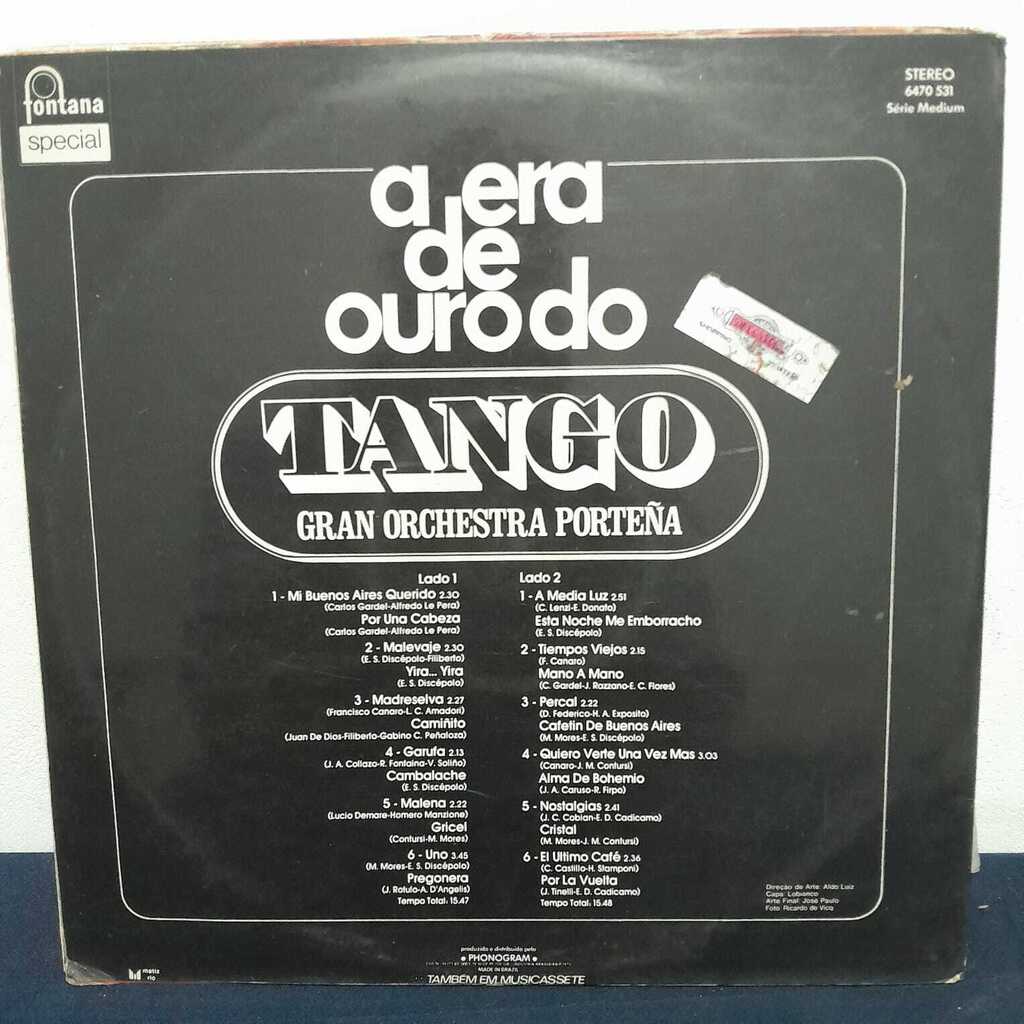 fontana
special
STEREO
6470 531
Série Medium
a era
de
ouro do
TANGO
GRAN ORCHESTRA PORTEÑA
Lado 1
1 - Mi Buenos Aires Querido 2.30
(Carlos Gardel-Alfredo Le Pera)
Por Una Cabeza
(Carlos Gardel-Alfredo Le Pera)
2 - Malevaje 2.30
(E. S. Discépolo-Filiberto)
Yira... Yira
(E. S. Discépolo)
3 - Madreselva 2.27
(Francisco Canaro-L. C. Amadori)
Camiñito
(Juan De Dios-Filiberto-Gabino C. Peñaloza)
4 - Garufa 2.13
(J. A. Collazo-R. Fontaina-V. Soliño)
Cambalache
(E. S. Discépolo)
5 - Malena 2.22
(Lucio Demare-Homero Manzione)
Gricel
(Contursi-M. Mores)
6 - Uno 3.45
(M. Mores-E. S. Discépolo)
Pregonera
(J. Rotulo-A. D'Angelis)
Tempo Total: 15.47
Lado 2
1 - A Media Luz 2.51
(C. Lenzi-E. Donato)
Esta Noche Me Emborracho
(E. S. Discépolo)
2 - Tiempos Viejos 2.15
(F. Canaro)
Mano A Mano
(C. Gardel-J. Razzano-E. C. Flores)
3 - Percal 2.22
(D. Federico-H. A. Exposito)
Cafetin De Buenos Aires
(M. Mores-E. S. Discépolo)
4 - Quiero Verte Una Vez Mas 3.03
(Canaro-J. M. Contursi)
Alma De Bohemio
(J. A. Caruso-R. Firpo)
5 - Nostalgias 2.41
(J. C. Cobian-E. D. Cadicamo)
Cristal
(M. Mores-J. M. Contursi)
6 - El Ultimo Café 2.36
(C. Castillo-H. Stamponi)
Por La Vuelta
(J. Tinelli-E. D. Cadicamo)
Tempo Total: 15.48
Direção de Arte: Aldo Luiz
Capa: Lobianco
Arte Final: José Paulo
Foto: Ricardo de Vicq
matiz
rio
produzido e distribuído pela
• PHONOGRAM •
MADE IN BRAZIL
TAMBÉM EM MUSICASSETE